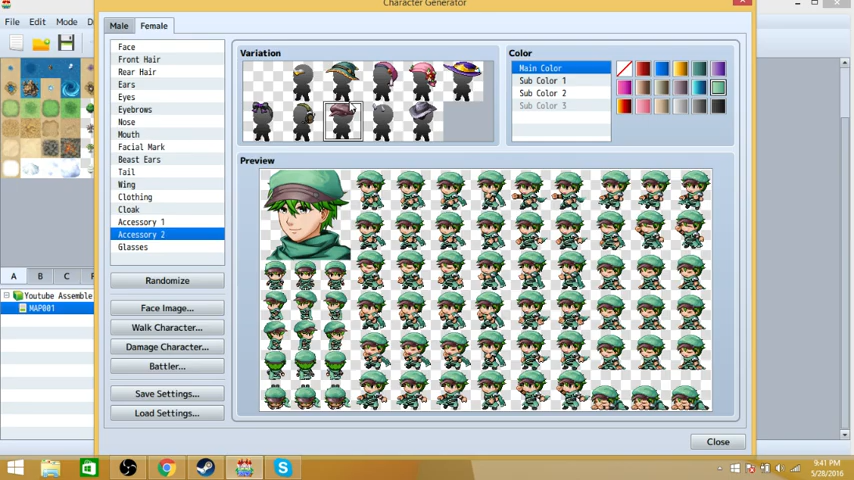 Character Generator
File Edit Mode D
Male Female
Face
Front Hair
Rear Hair
Ears
Eyes
Eyebrows
Nose
Mouth
Facial Mark
Beast Ears
Tail
Wing
Clothing
Cloak
Accessory 1
Accessory 2
Glasses
Randomize
Face Image...
Walk Character...
Damage Character...
Battler...
Save Settings...
Load Settings...
Variation
Color
Main Color
Sub Color 1
Sub Color 2
Sub Color 3
Preview
A B C
Youtube Assemble
MAP001
Close
9:41 PM
5/28/2016